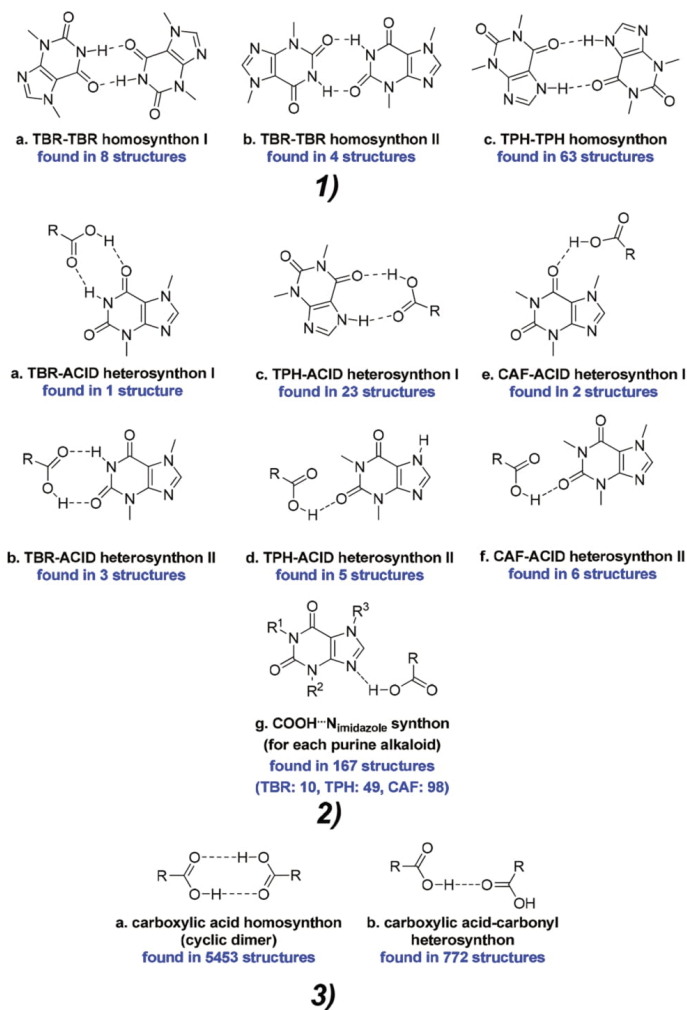 a. TBR-TBR homosynthon I
found in 8 structures
b. TBR-TBR homosynthon II
found in 4 structures
c. TPH-TPH homosynthon
found in 63 structures
1)
a. TBR-ACID heterosynthon I
found in 1 structure
c. TPH-ACID heterosynthon I
found in 23 structures
e. CAF-ACID heterosynthon I
found in 2 structures
b. TBR-ACID heterosynthon II
found in 3 structures
d. TPH-ACID heterosynthon II
found in 5 structures
f. CAF-ACID heterosynthon II
found in 6 structures
g. COOH···Nimidazole synthon
(for each purine alkaloid)
found in 167 structures
(TBR: 10, TPH: 49, CAF: 98)
2)
a. carboxylic acid homosynthon
(cyclic dimer)
found in 5453 structures
b. carboxylic acid-carbonyl
heterosynthon
found in 772 structures
3)